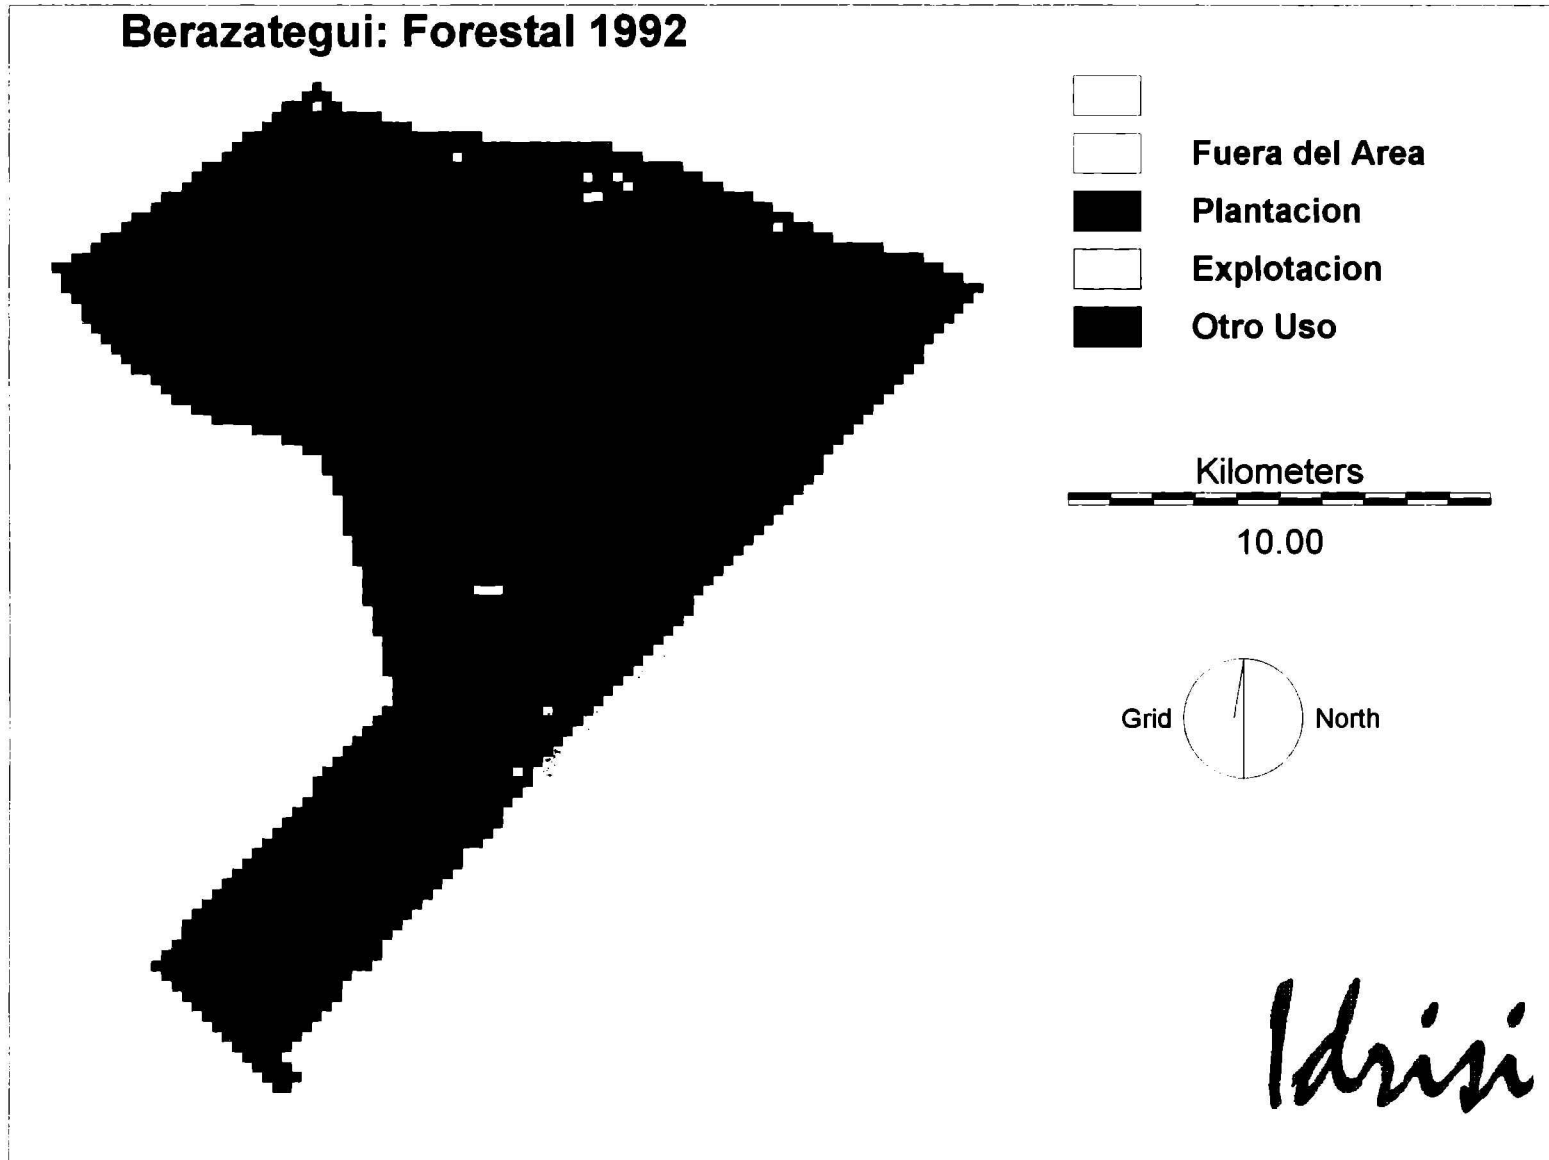 Berazategui: Forestal 1992
Fuera del Area
Plantacion
Explotacion
Otro Uso
Kilometers
10.00
Grid North
Idrisi